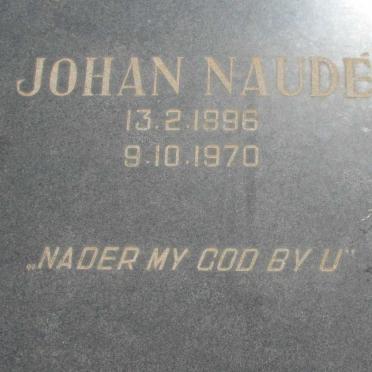 JOHAN NAUDÉ
13.2.1896
9.10.1970
„NADER MY GOD BY U"